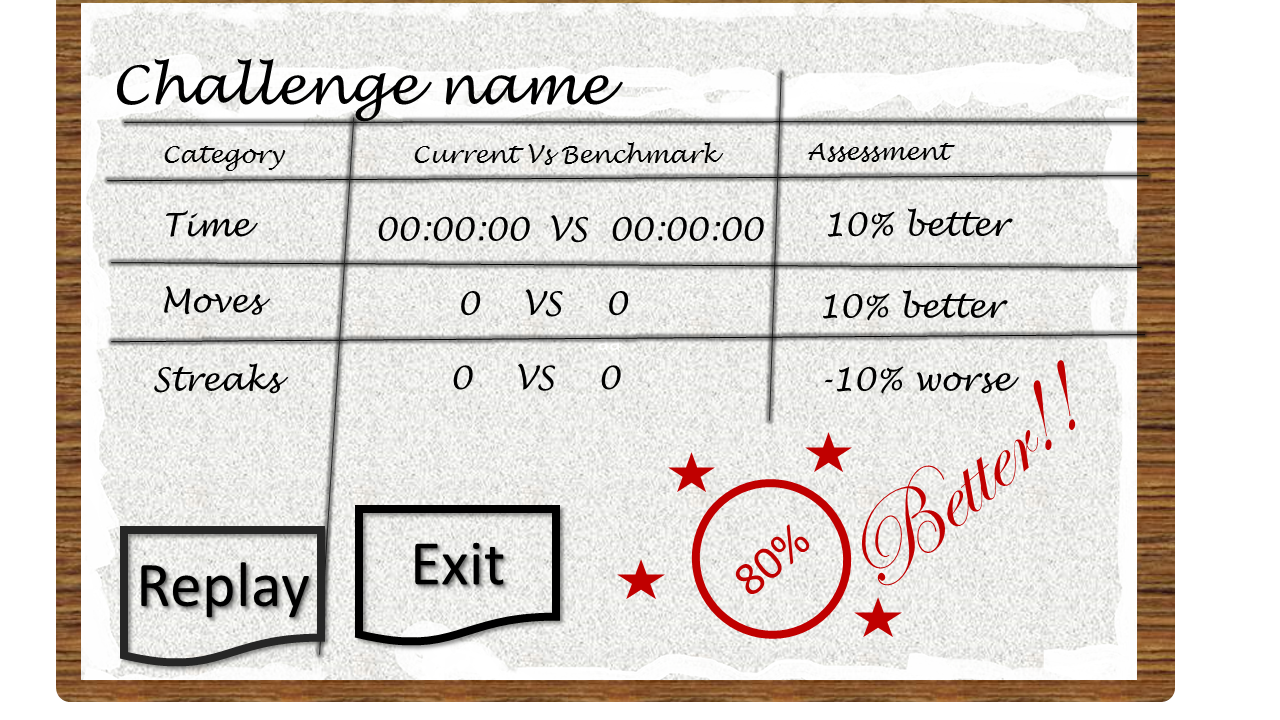 Challenge name
Category Current Vs Benchmark Assessment
Time 00:00:00 VS 00:00:00 10% better
Moves 0 VS 0 10% better
Streaks 0 VS 0 -10% worse
Better!!
Replay Exit 80%